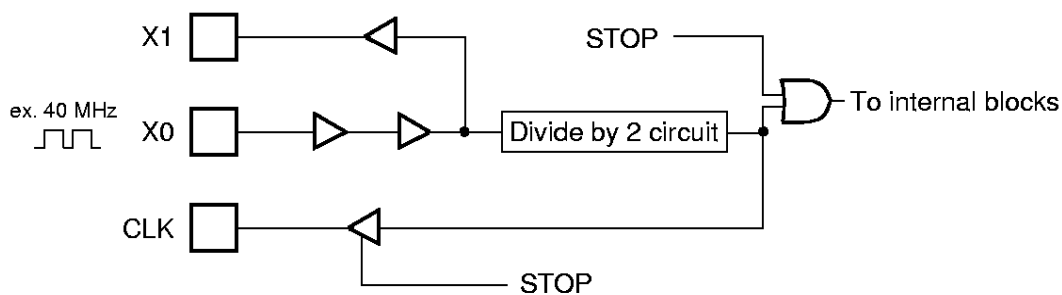 X1
STOP
ex. 40 MHz
X0
Divide by 2 circuit
To internal blocks
CLK
STOP